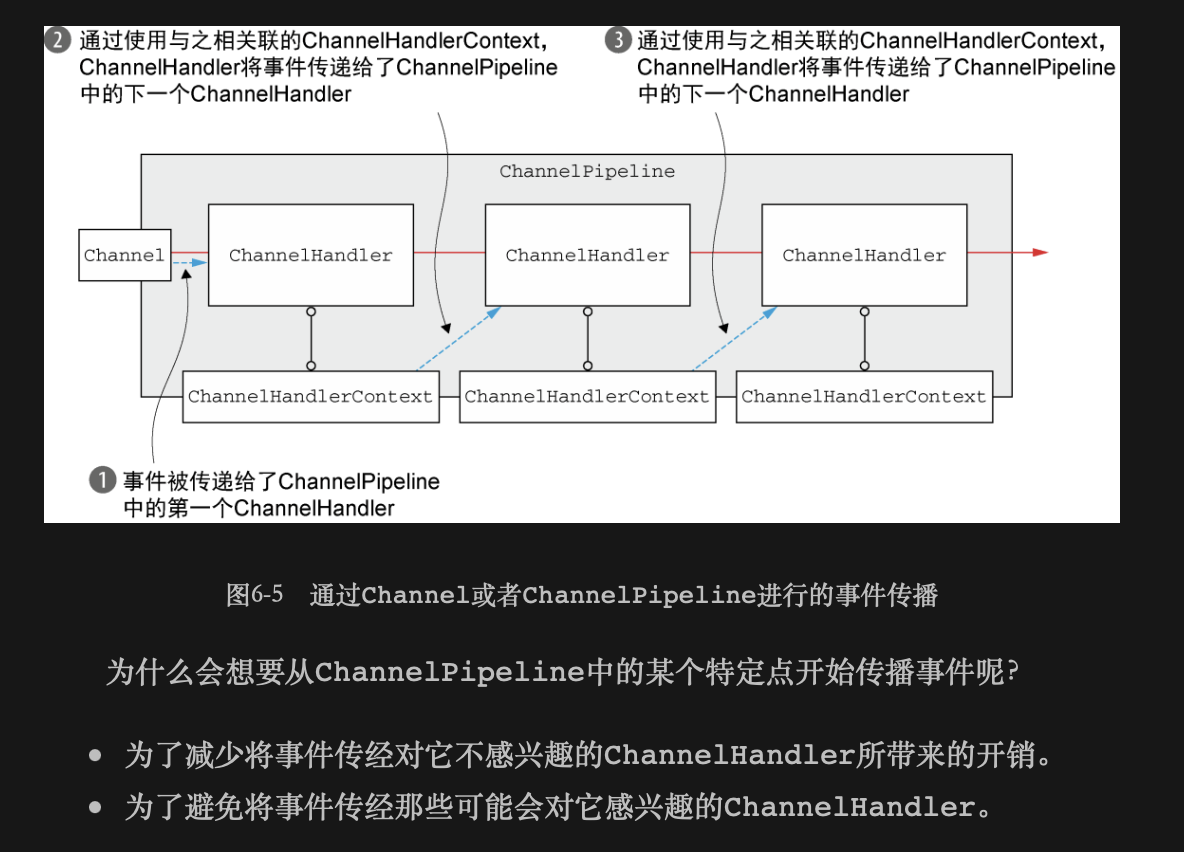 2 通过使用与之相关联的ChannelHandlerContext，
ChannelHandler将事件传递给了ChannelPipeline
中的下一个ChannelHandler
3 通过使用与之相关联的ChannelHandlerContext，
ChannelHandler将事件传递给了ChannelPipeline
中的下一个ChannelHandler
ChannelPipeline
Channel
ChannelHandler
ChannelHandler
ChannelHandler
ChannelHandlerContext
ChannelHandlerContext
ChannelHandlerContext
1 事件被传递给了ChannelPipeline
中的第一个ChannelHandler
图6-5 通过Channel或者ChannelPipeline进行的事件传播
为什么会想要从ChannelPipeline中的某个特定点开始传播事件呢?
● 为了减少将事件传经对它不感兴趣的ChannelHandler所带来的开销。
● 为了避免将事件传经那些可能会对它感兴趣的ChannelHandler。